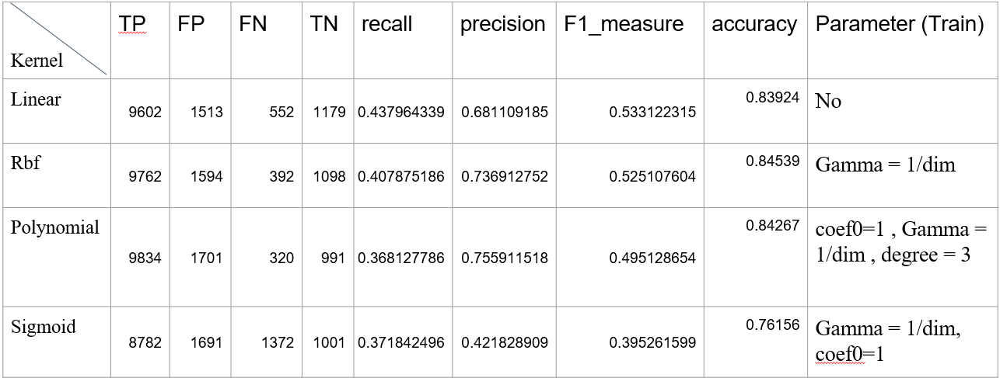 TP FP FN TN recall precision F1_measure accuracy Parameter (Train)
Kernel
Linear 9602 1513 552 1179 0.437964339 0.681109185 0.533122315 0.83924 No
Rbf 9762 1594 392 1098 0.407875186 0.736912752 0.525107604 0.84539 Gamma = 1/dim
Polynomial 9834 1701 320 991 0.368127786 0.755911518 0.495128654 0.84267 coef0=1 , Gamma =
1/dim , degree = 3
Sigmoid 8782 1691 1372 1001 0.371842496 0.421828909 0.395261599 0.76156 Gamma = 1/dim,
coef0=1